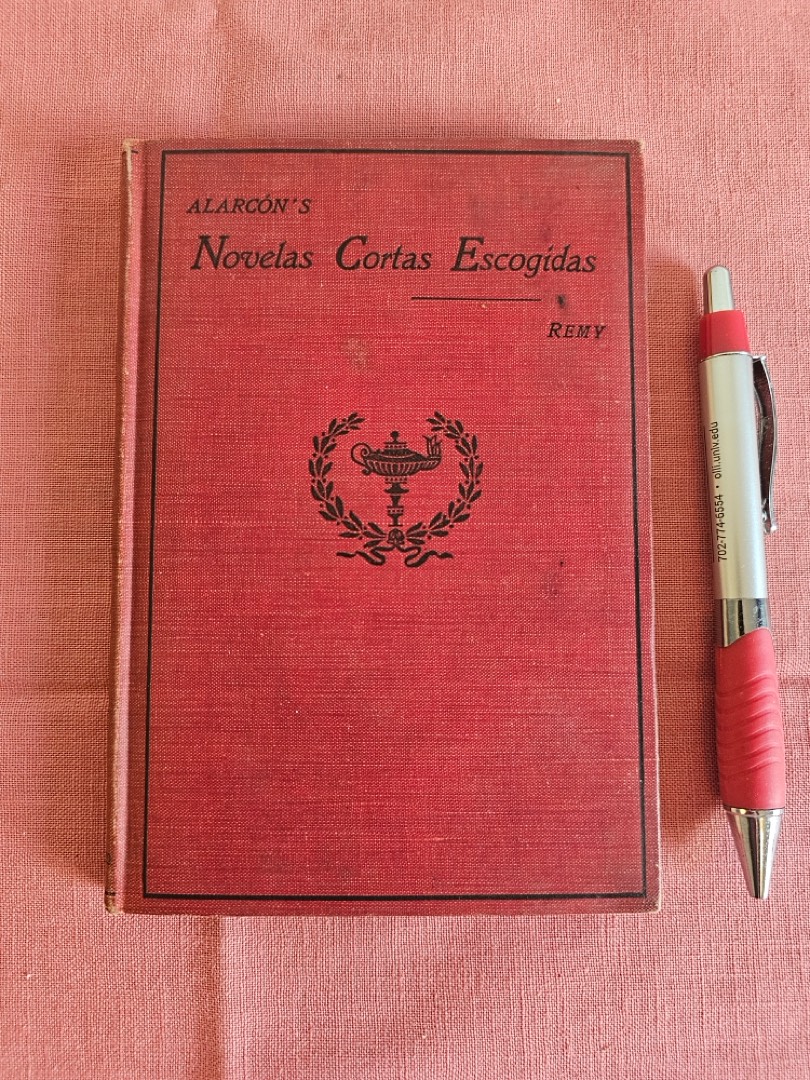 ALARCÓN'S
Novelas Cortas Escogidas
REMY
702-774-6554 • olli.unlv.edu